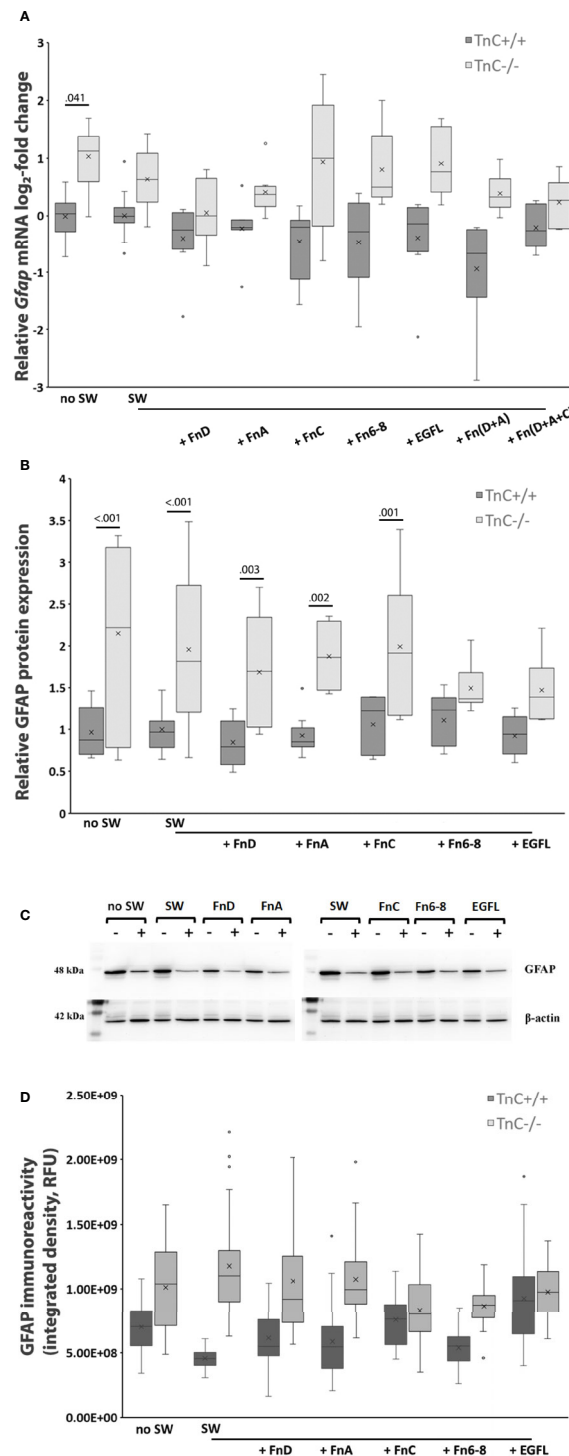 A
Relative Gfap mRNA log₂-fold change
3
2
1
0
-1
-2
-3
TnC+/+
TnC-/-
.041
no SW
SW
+ FnD
+ FnA
+ FnC
+ Fn6-8
+ EGFL
+ Fn(D+A)
+ Fn(D+A+C
B
Relative GFAP protein expression
4
3.5
3
2.5
2
1.5
1
0.5
0
TnC+/+
TnC-/-
<.001
<.001
.003
.002
.001
no SW
SW
+ FnD
+ FnA
+ FnC
+ Fn6-8
+ EGFL
C
no SW SW FnD FnA SW FnC Fn6-8 EGFL
- + - + - + - + - + - + - + - +
48 kDa GFAP
42 kDa β-actin
D
GFAP immunoreactivity
(integrated density, RFU)
2.50E+09
2.00E+09
1.50E+09
1.00E+09
5.00E+08
0.00E+00
TnC+/+
TnC-/-
no SW
SW
+ FnD
+ FnA
+ FnC
+ Fn6-8
+ EGFL